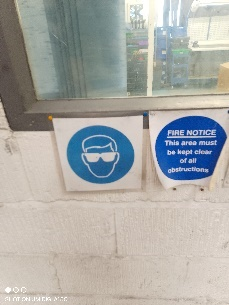 FIRE NOTICE
This area must
be kept clear
of all
obstructions